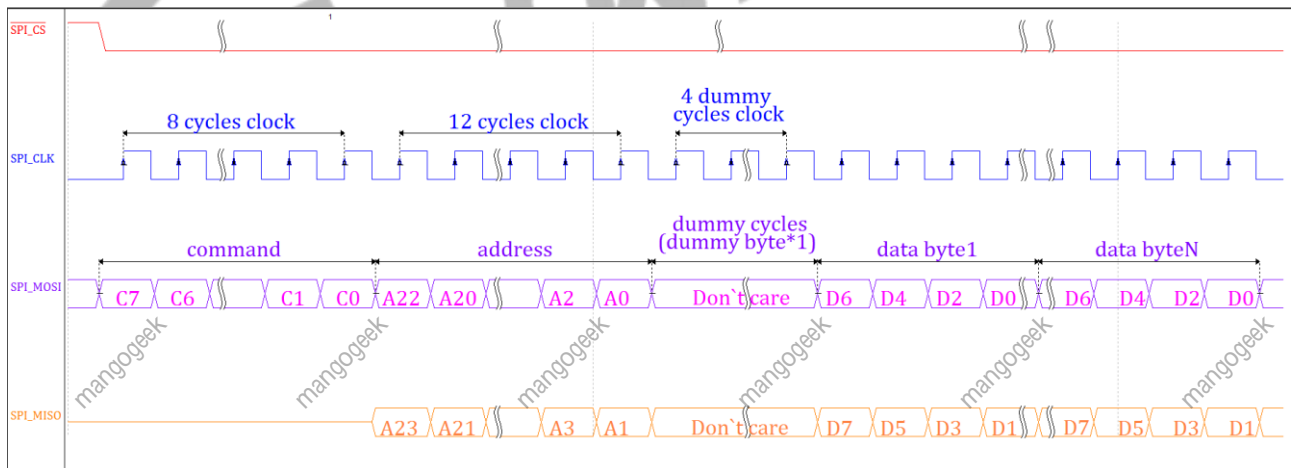 SPI_CS
1
4 dummy
cycles clock
8 cycles clock
12 cycles clock
SPI_CLK
dummy cycles
(dummy byte*1)
command
address
data byte1
data byteN
SPI_MOSI
C7 C6 C1 C0 A22 A20 A2 A0 Don`t care D6 D4 D2 D0 D6 D4 D2 D0
mangogeek mangogeek mangogeek mangogeek mangogeek
SPI_MISO
A23 A21 A3 A1 Don`t care D7 D5 D3 D1 D7 D5 D3 D1